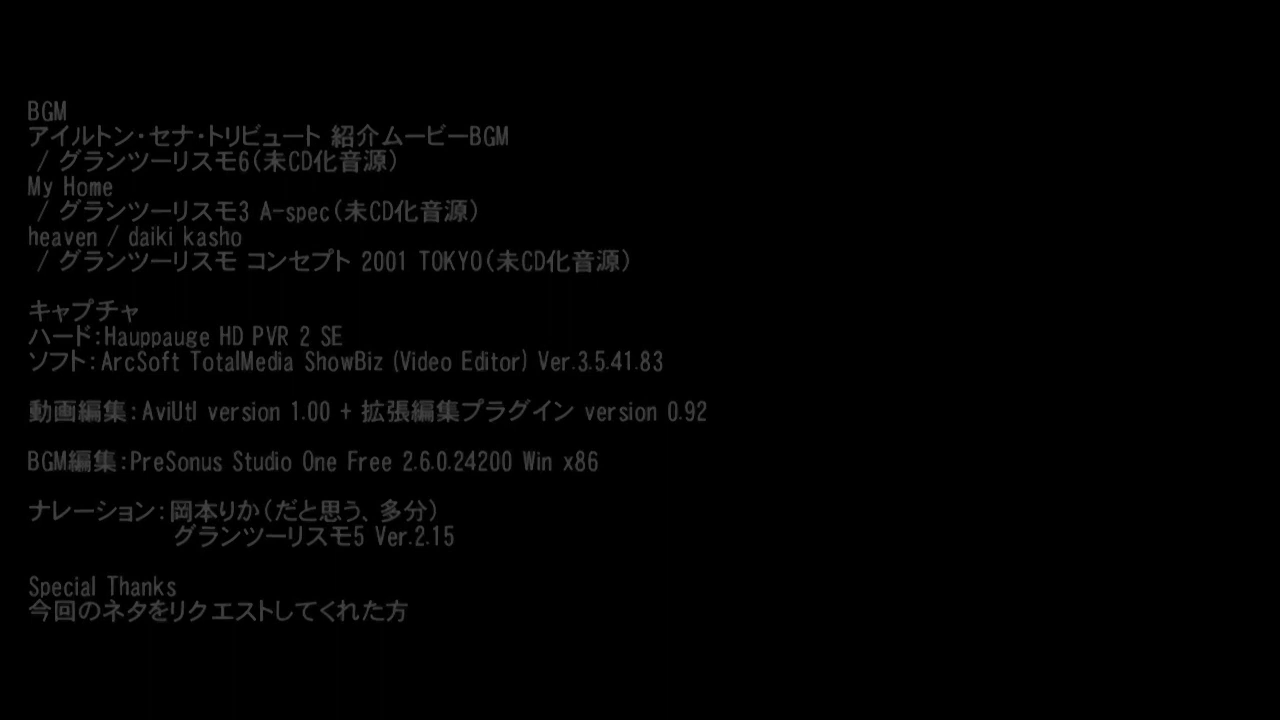 BGM
アイルトン・セナ・トリビュート 紹介ムービーBGM
/ グランツーリスモ6(未CD化音源)
My Home
/ グランツーリスモ3 A-spec(未CD化音源)
heaven / daiki kasho
/ グランツーリスモ コンセプト 2001 TOKYO(未CD化音源)
キャプチャ
ハード:Hauppauge HD PVR 2 SE
ソフト:ArcSoft TotalMedia ShowBiz (Video Editor) Ver.3.5.41.83
動画編集:AviUtl version 1.00 + 拡張編集プラグイン version 0.92
BGM編集:PreSonus Studio One Free 2.6.0.24200 Win x86
ナレーション:岡本りか(だと思う、多分)
グランツーリスモ5 Ver.2.15
Special Thanks
今回のネタをリクエストしてくれた方